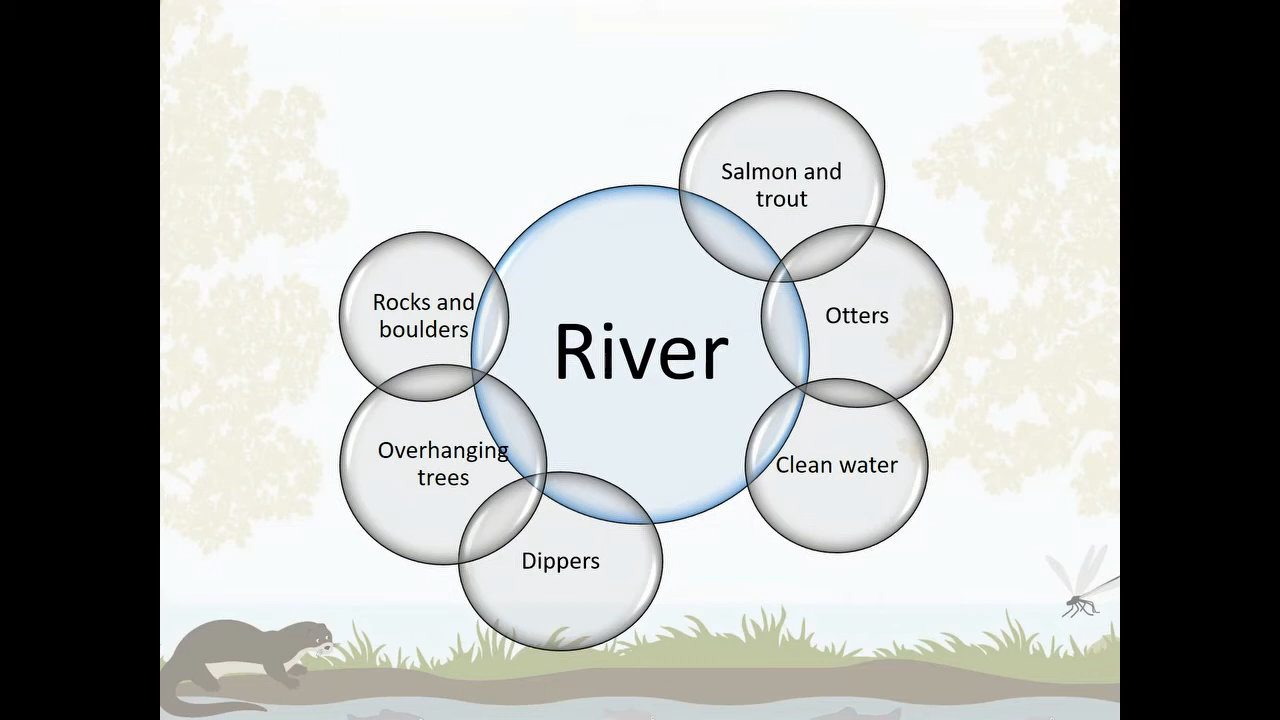 Salmon and
trout
Rocks and
boulders
Otters
River
Overhanging
trees
Clean water
Dippers